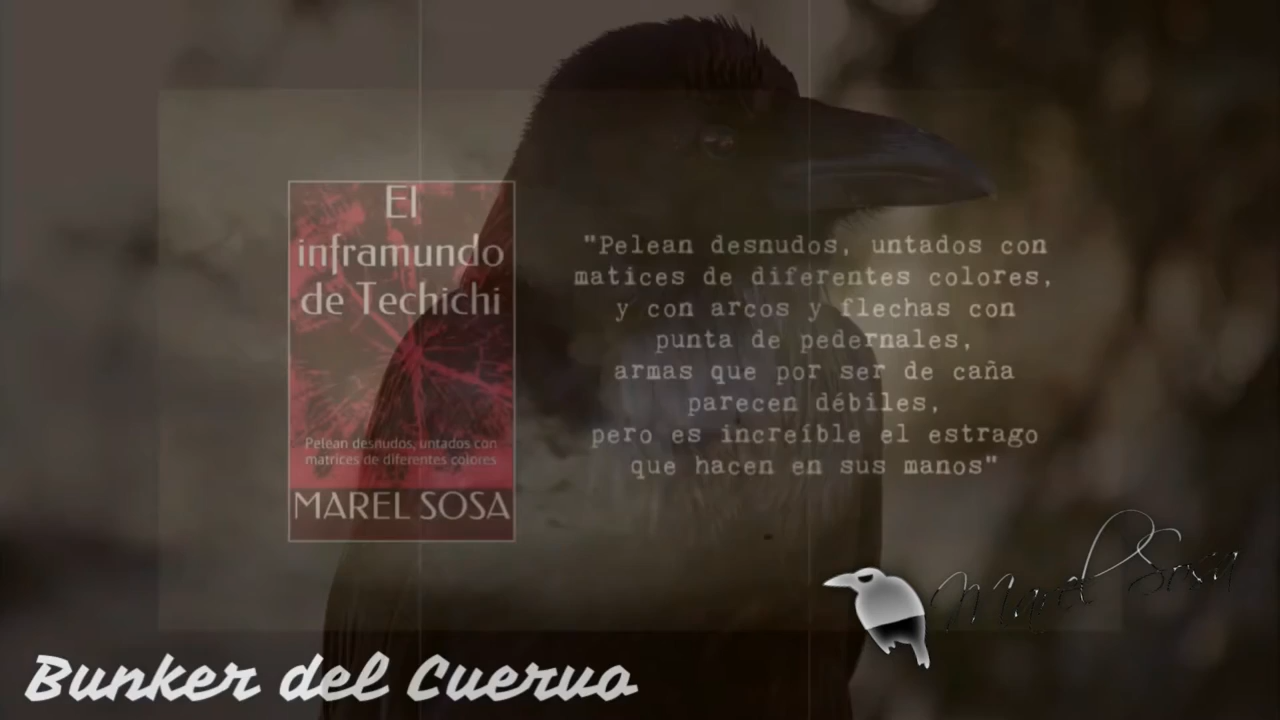 El
inframundo
de Techichi
Pelean desnudos, untados con
matrices de diferentes colores
MAREL SOSA
"Pelean desnudos, untados con
matices de diferentes colores,
y con arcos y flechas con
punta de pedernales,
armas que por ser de caña
parecen débiles,
pero es increíble el estrago
que hacen en sus manos"
Marel Sosa
Bunker del Cuervo